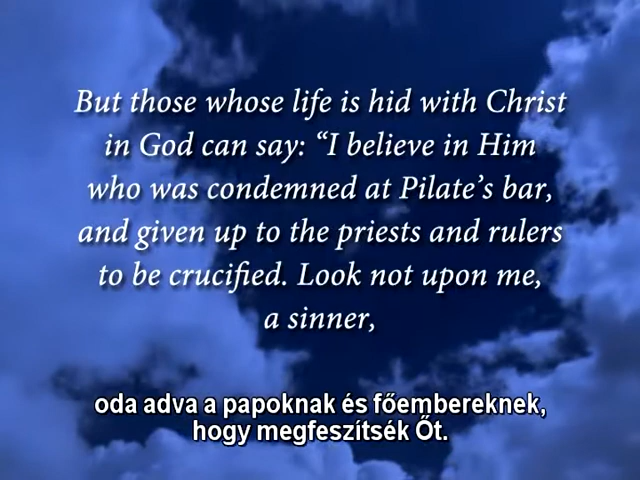 But those whose life is hid with Christ
in God can say: “I believe in Him
who was condemned at Pilate’s bar,
and given up to the priests and rulers
to be crucified. Look not upon me,
a sinner,
oda adva a papoknak és főembereknek,
hogy megfeszítsék Őt.